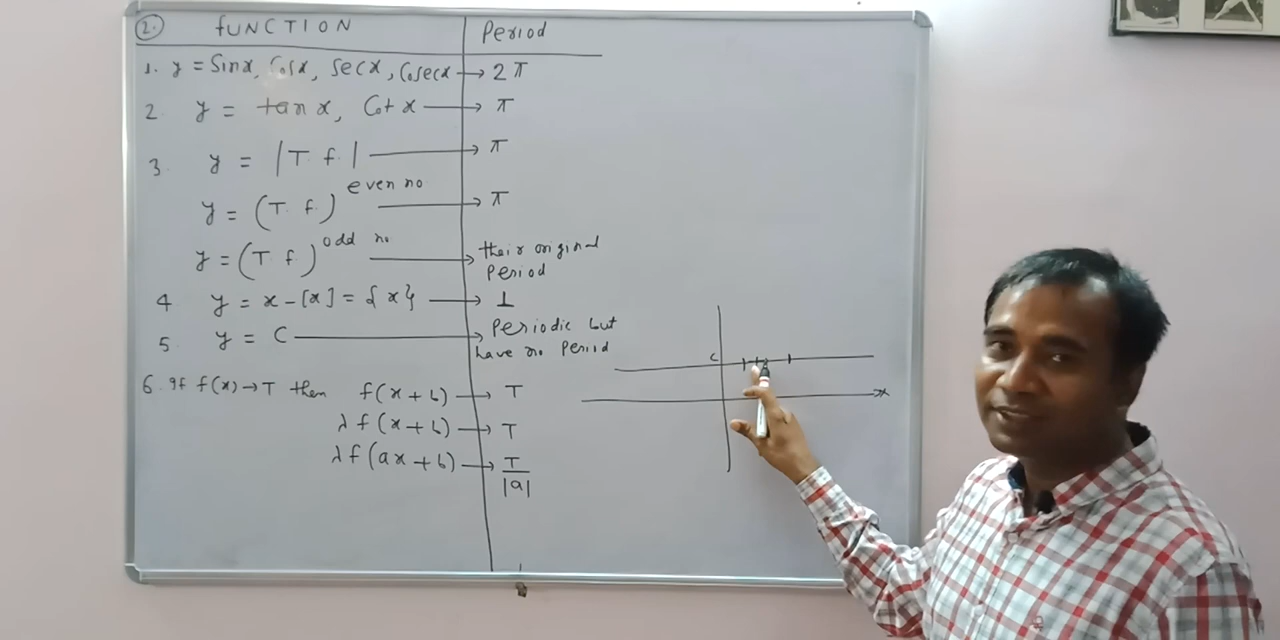 2. FUNCTION Period
1. y = Sinx, Cosx, Secx, Cosecx → 2π
2 y = tan x, Cot x → π
3. y = |T. f.| → π
y = (T. f.)^even no → π
y = (T f)^odd no → their original
Period
4 y = x - [x] = {x} → 1
5. y = C → Periodic but
have no Period
6. If f(x) → T then f(x + b) → T
λ f(x + b) → T
λ f(ax + b) → T/|a|
C
x